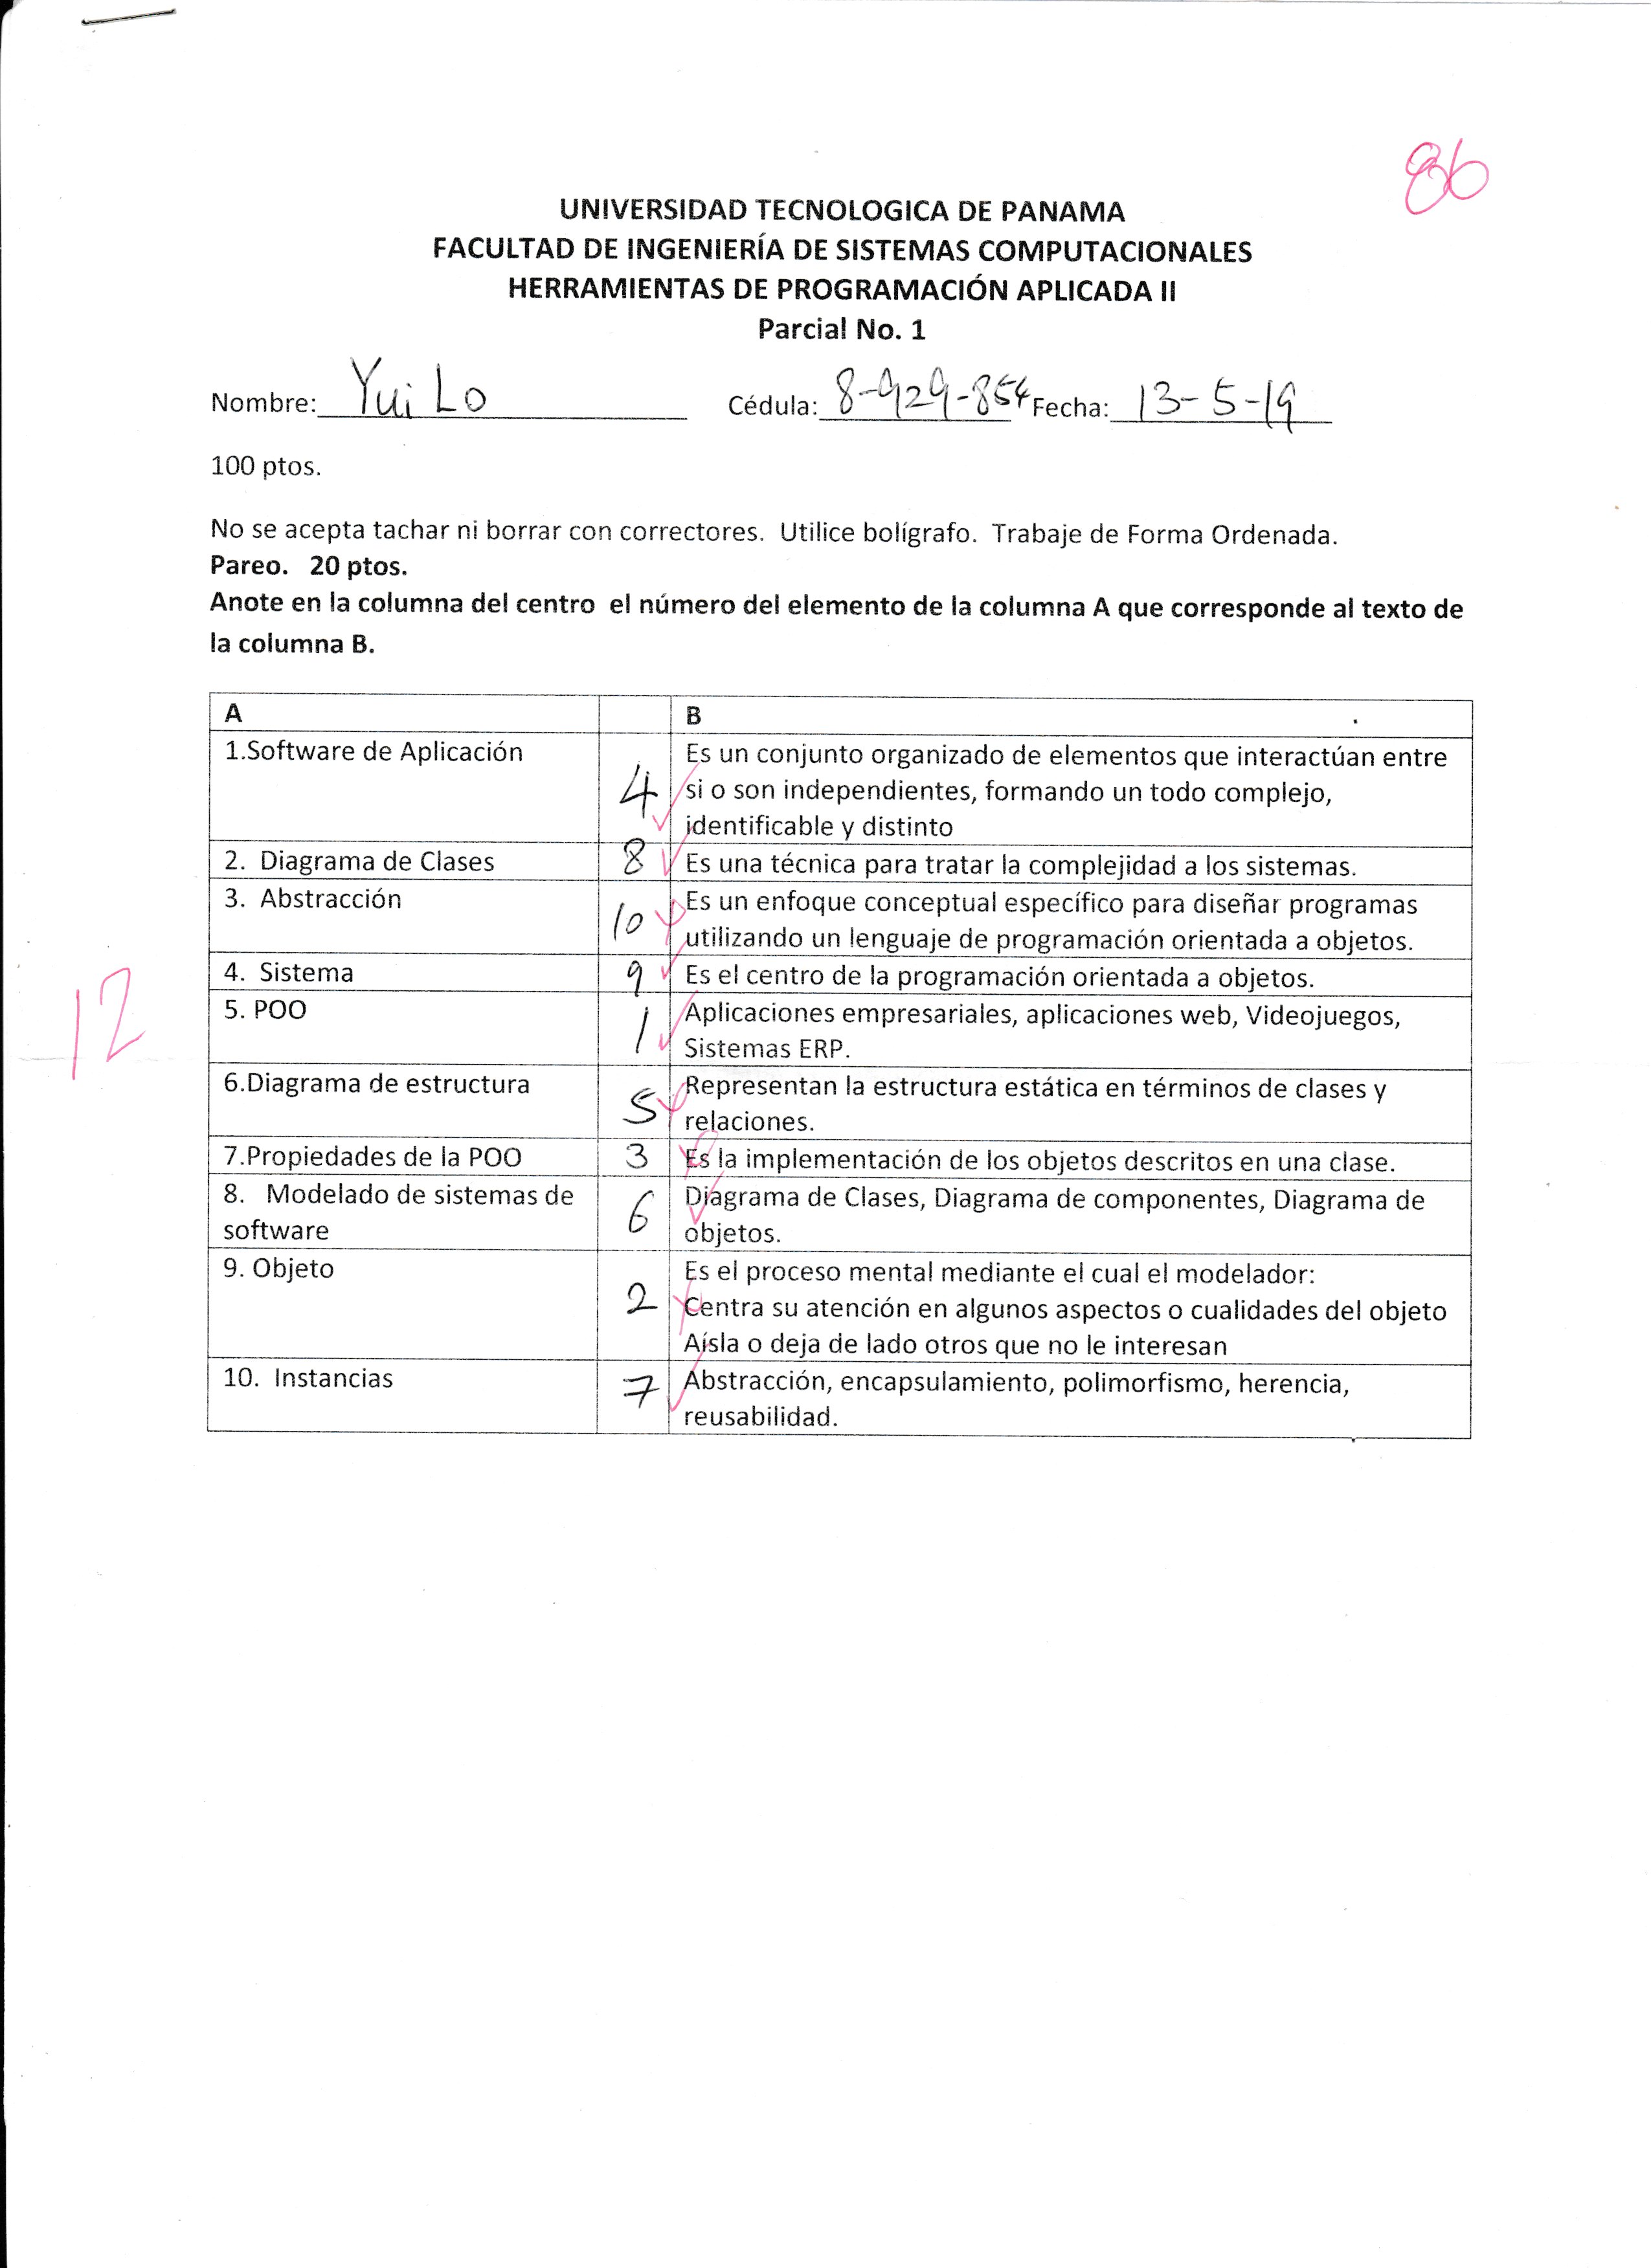 86
UNIVERSIDAD TECNOLOGICA DE PANAMA
FACULTAD DE INGENIERÍA DE SISTEMAS COMPUTACIONALES
HERRAMIENTAS DE PROGRAMACIÓN APLICADA II
Parcial No. 1
Nombre: Yui Lo Cédula: 8-929-854 Fecha: 13-5-19
100 ptos.
No se acepta tachar ni borrar con correctores. Utilice bolígrafo. Trabaje de Forma Ordenada.
Pareo. 20 ptos.
Anote en la columna del centro el número del elemento de la columna A que corresponde al texto de
la columna B.
A B
1.Software de Aplicación 4 Es un conjunto organizado de elementos que interactúan entre
si o son independientes, formando un todo complejo,
identificable y distinto
2. Diagrama de Clases 8 Es una técnica para tratar la complejidad a los sistemas.
3. Abstracción 10 Es un enfoque conceptual específico para diseñar programas
utilizando un lenguaje de programación orientada a objetos.
4. Sistema 9 Es el centro de la programación orientada a objetos.
12
5. POO 1 Aplicaciones empresariales, aplicaciones web, Videojuegos,
Sistemas ERP.
6.Diagrama de estructura 5 Representan la estructura estática en términos de clases y
relaciones.
7.Propiedades de la POO 3 Es la implementación de los objetos descritos en una clase.
8. Modelado de sistemas de 6 Diagrama de Clases, Diagrama de componentes, Diagrama de
software objetos.
9. Objeto 2 Es el proceso mental mediante el cual el modelador:
Centra su atención en algunos aspectos o cualidades del objeto
Aísla o deja de lado otros que no le interesan
10. Instancias 7 Abstracción, encapsulamiento, polimorfismo, herencia,
reusabilidad.